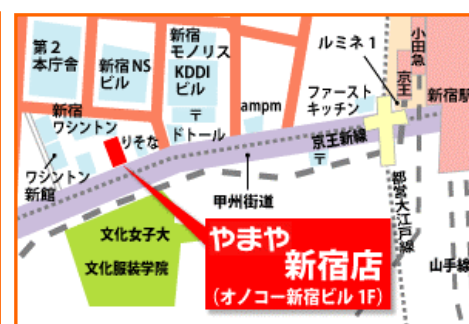 第2
本庁舎
新宿NS
ビル
新宿
モノリス
KDDI
ビル
〒
ドトール
ampm
ルミネ1
小田急
京王
新宿駅
ファースト
キッチン
新宿
ワシントン
りそな
ワシントン
新館
京王新線
〒
甲州街道
都営大江戸線
山手線
文化女子大
文化服装学院
やまや
新宿店
(オノコー新宿ビル 1F)